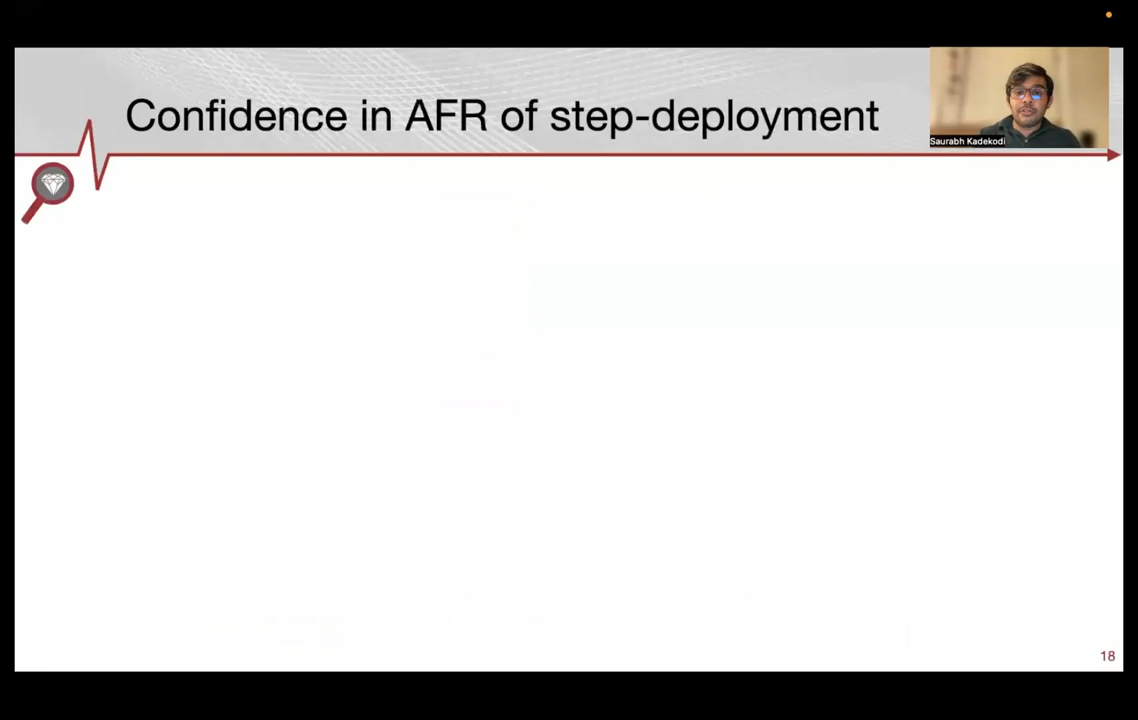 Confidence in AFR of step-deployment
Saurabh Kadekodi
18